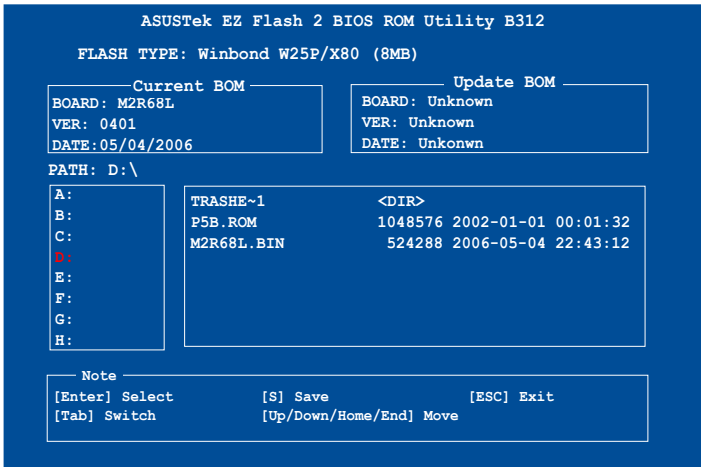 ASUSTek EZ Flash 2 BIOS ROM Utility B312
FLASH TYPE: Winbond W25P/X80 (8MB)
Current BOM
BOARD: M2R68L
VER: 0401
DATE:05/04/2006
Update BOM
BOARD: Unknown
VER: Unknown
DATE: Unkonwn
PATH: D:\
A:
B:
C:
D:
E:
F:
G:
H:
TRASHE~1 <DIR>
P5B.ROM 1048576 2002-01-01 00:01:32
M2R68L.BIN 524288 2006-05-04 22:43:12
Note
[Enter] Select [S] Save [ESC] Exit
[Tab] Switch [Up/Down/Home/End] Move